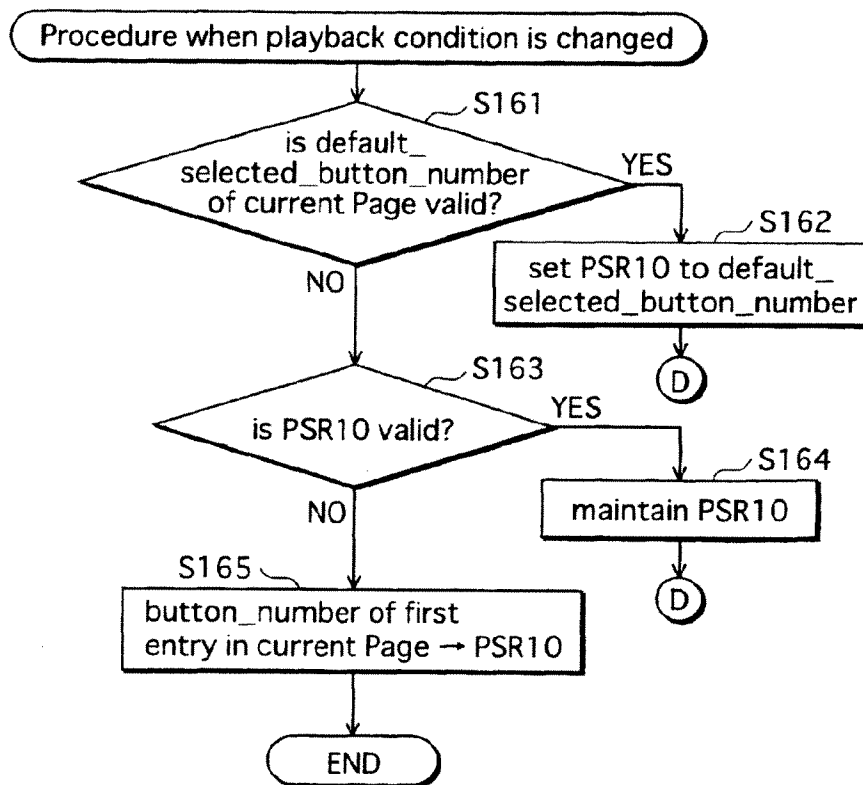 Procedure when playback condition is changed
S161
is default_
selected_button_number
of current Page valid?
YES
NO
S162
set PSR10 to default_
selected_button_number
D
S163
is PSR10 valid?
YES
NO
S164
maintain PSR10
D
S165
button_number of first
entry in current Page → PSR10
END